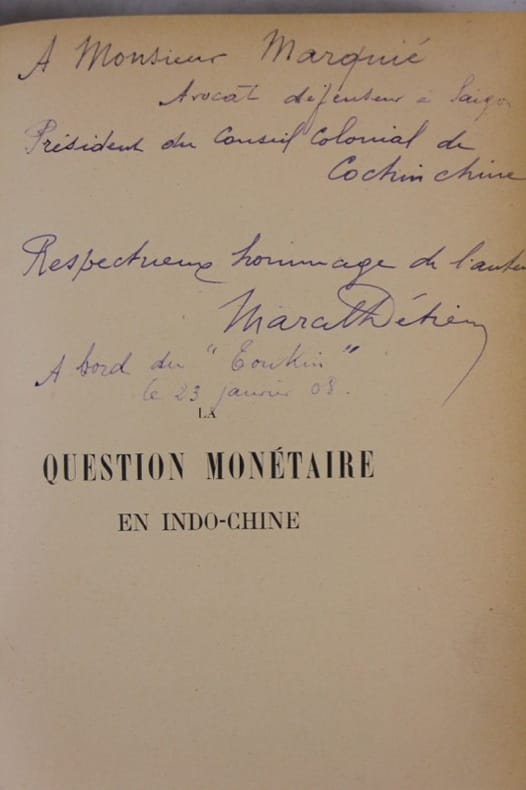 A Monsieur Marquié
Avocat défenseur à Saigon
Président du Conseil Colonial de
Cochinchine
Respectueux hommage de l'auteur
A bord du "Tonkin"
le 23 janvier 08.
LA
QUESTION MONÉTAIRE
EN INDO-CHINE